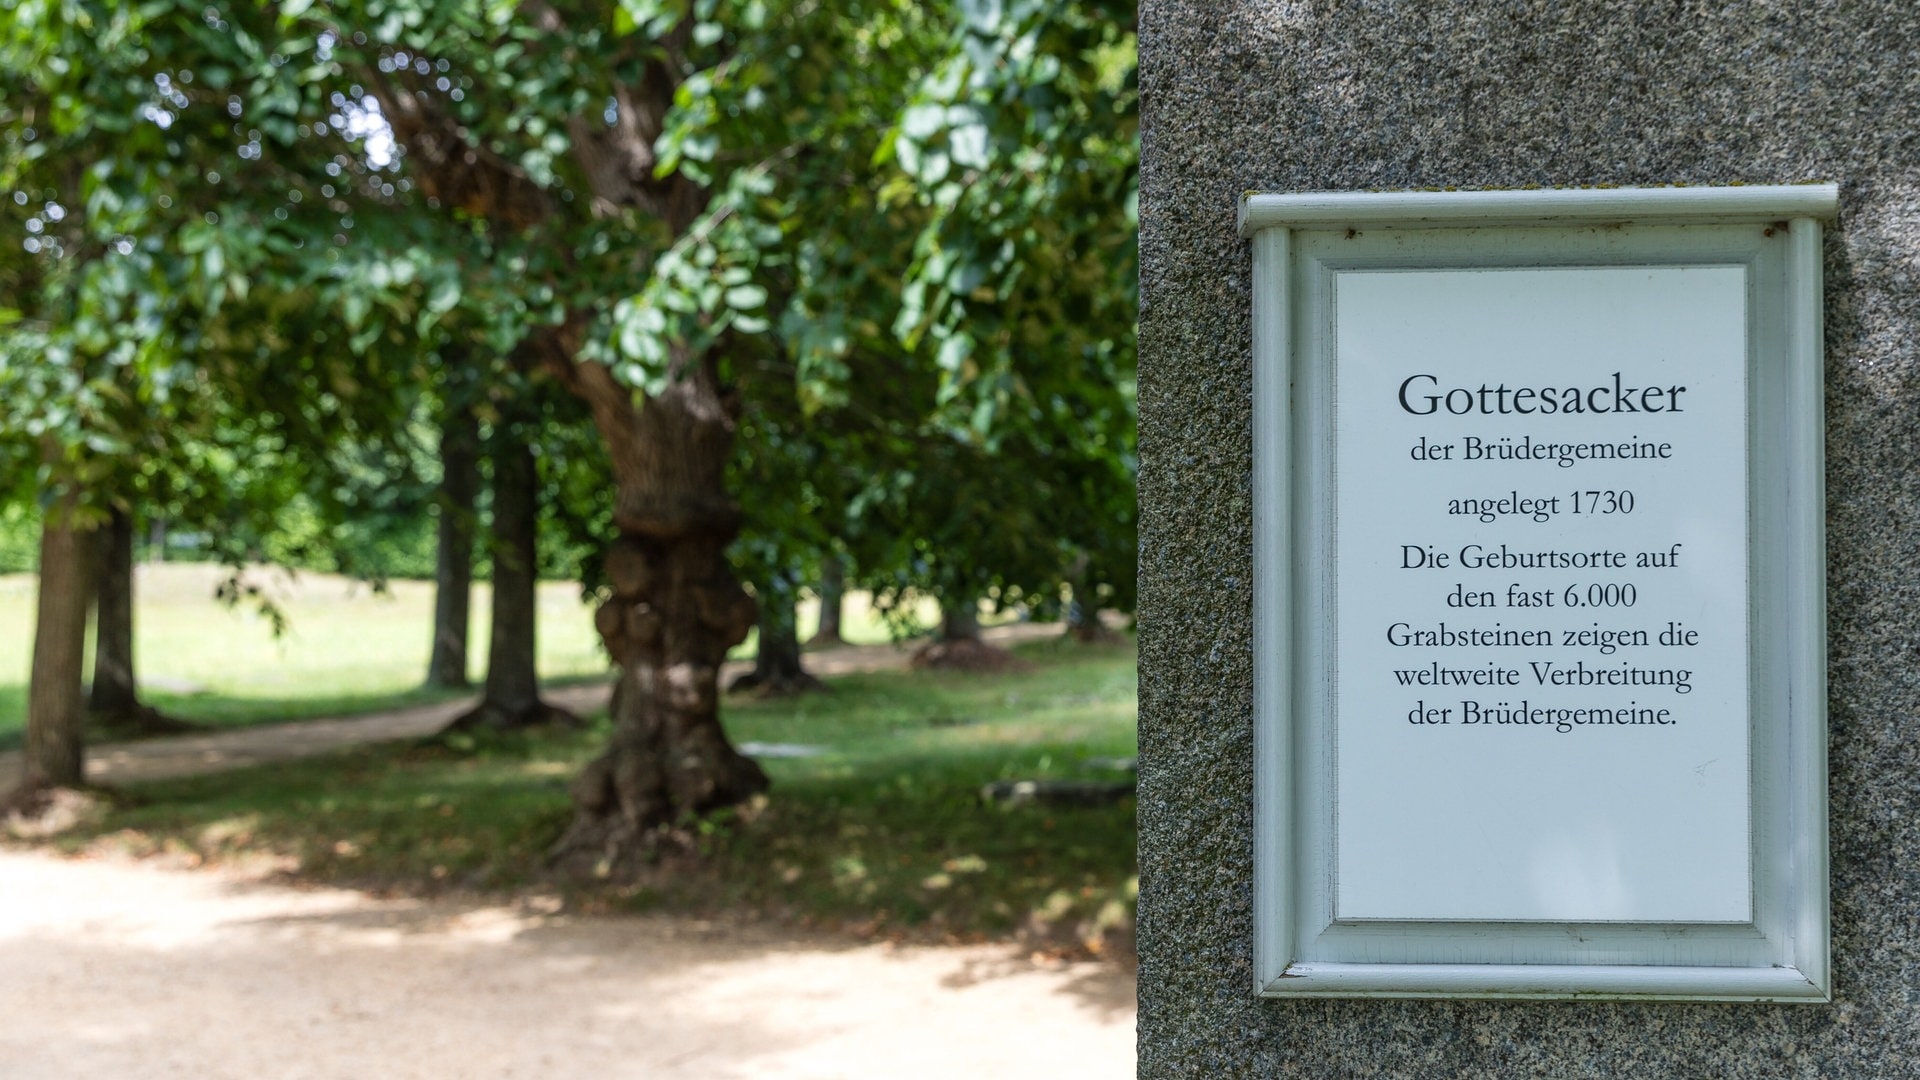 Gottesacker
der Brüdergemeine
angelegt 1730
Die Geburtsorte auf
den fast 6.000
Grabsteinen zeigen die
weltweite Verbreitung
der Brüdergemeine.